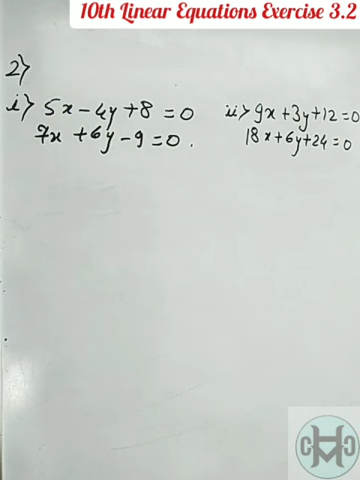 10th Linear Equations Exercise 3.2
2)
i) 5x - 4y + 8 = 0
7x + 6y - 9 = 0.
ii) 9x + 3y + 12 = 0
18x + 6y + 24 = 0